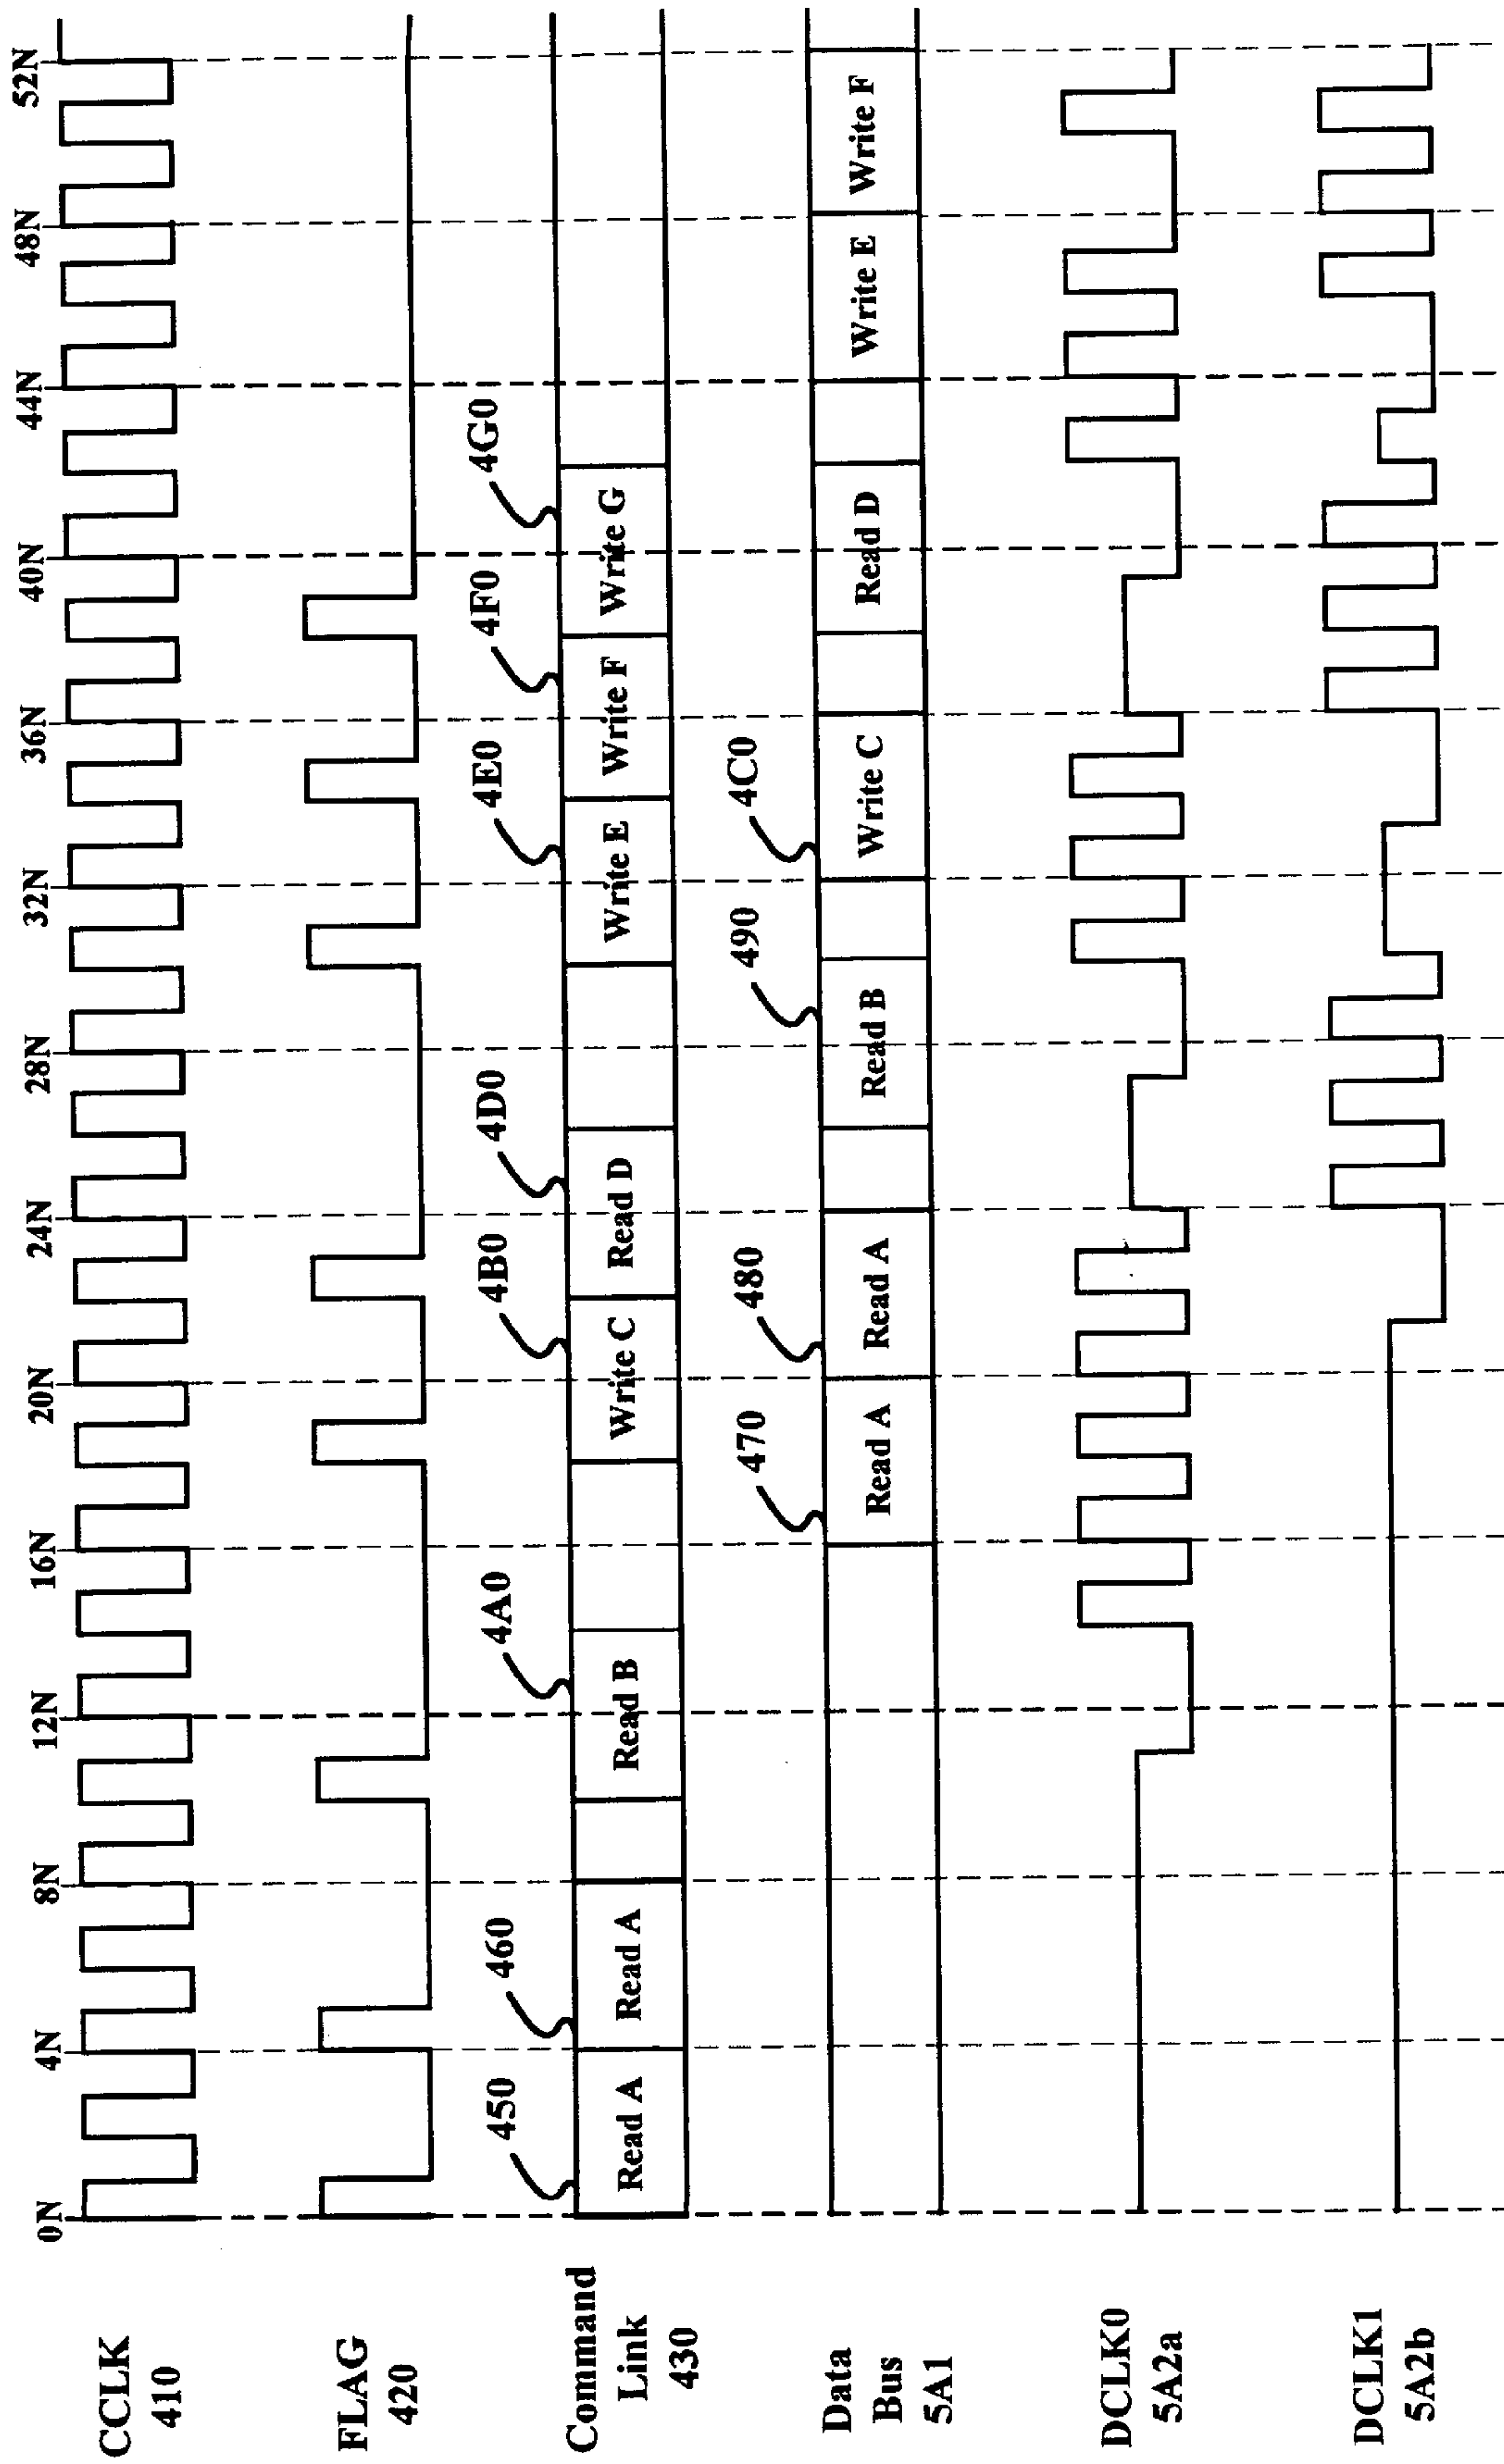 0N 4N 8N 12N 16N 20N 24N 28N 32N 36N 40N 44N 48N 52N
CCLK
410
FLAG
420
450 460 4A0 4B0 4D0 4E0 4F0 4G0
Command
Link
430
Read A Read A Read B Write C Read D Write E Write F Write G
470 480 490 4C0
Data
Bus
5A1
Read A Read A Read B Write C Read D Write E Write F
DCLK0
5A2a
DCLK1
5A2b